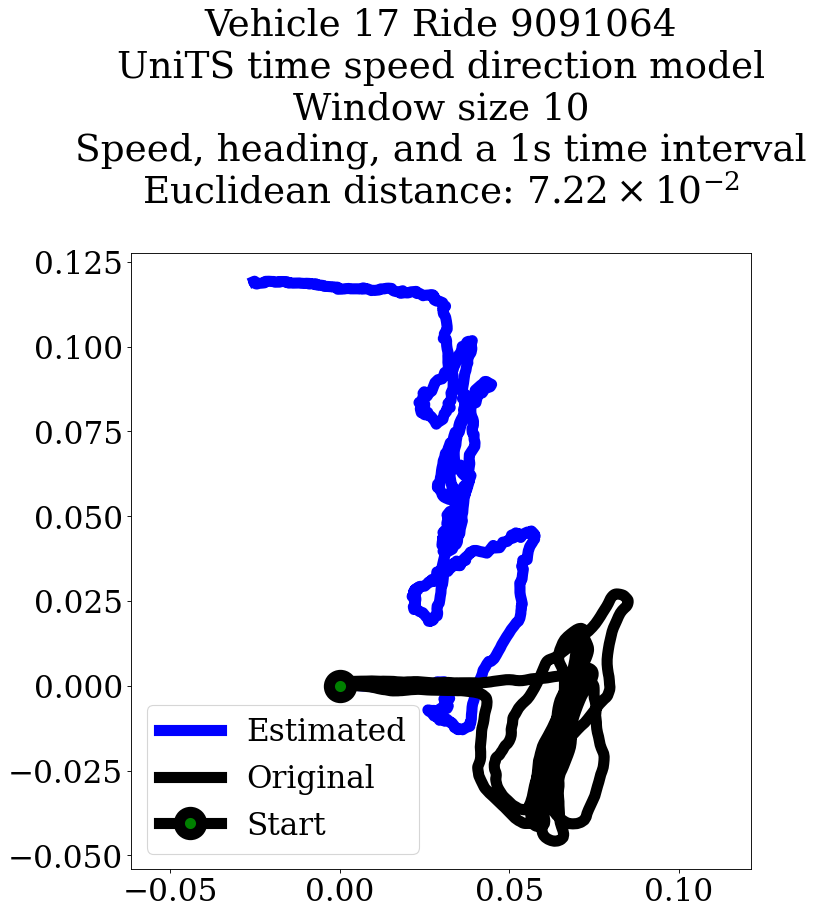 Vehicle 17 Ride 9091064
UniTS time speed direction model
Window size 10
Speed, heading, and a 1s time interval
Euclidean distance: 7.22 × 10⁻²
0.125
0.100
0.075
0.050
0.025
0.000
−0.025
−0.050
Estimated
Original
Start
−0.05 0.00 0.05 0.10